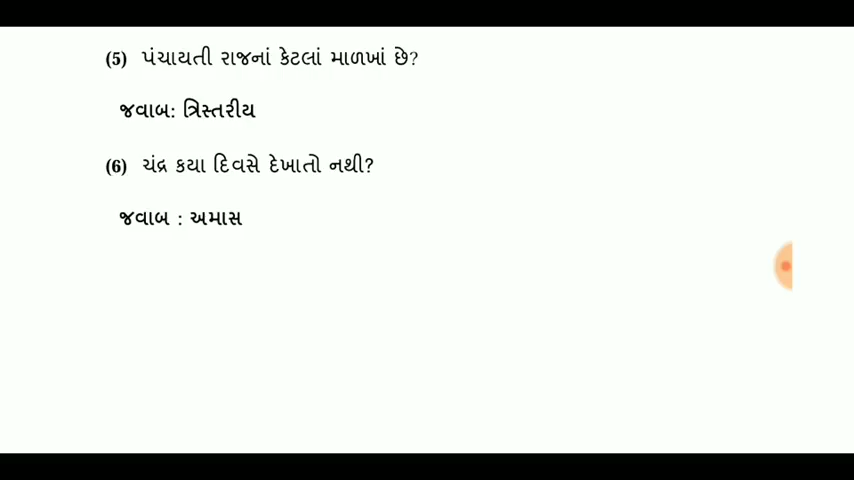 (5) પંચાયતી રાજનાં કેટલાં માળખાં છે?
જવાબ: ત્રિસ્તરીય
(6) ચંદ્ર કયા દિવસે દેખાતો નથી?
જવાબ : અમાસ